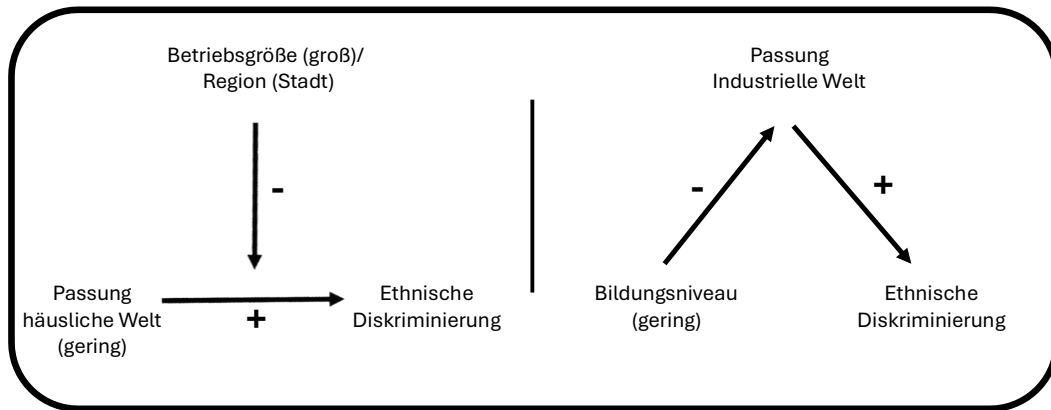 Betriebsgröße (groß)/
Region (Stadt)
-
Passung
häusliche Welt
(gering)
+
Ethnische
Diskriminierung
Passung
Industrielle Welt
-
+
Bildungsniveau
(gering)
Ethnische
Diskriminierung